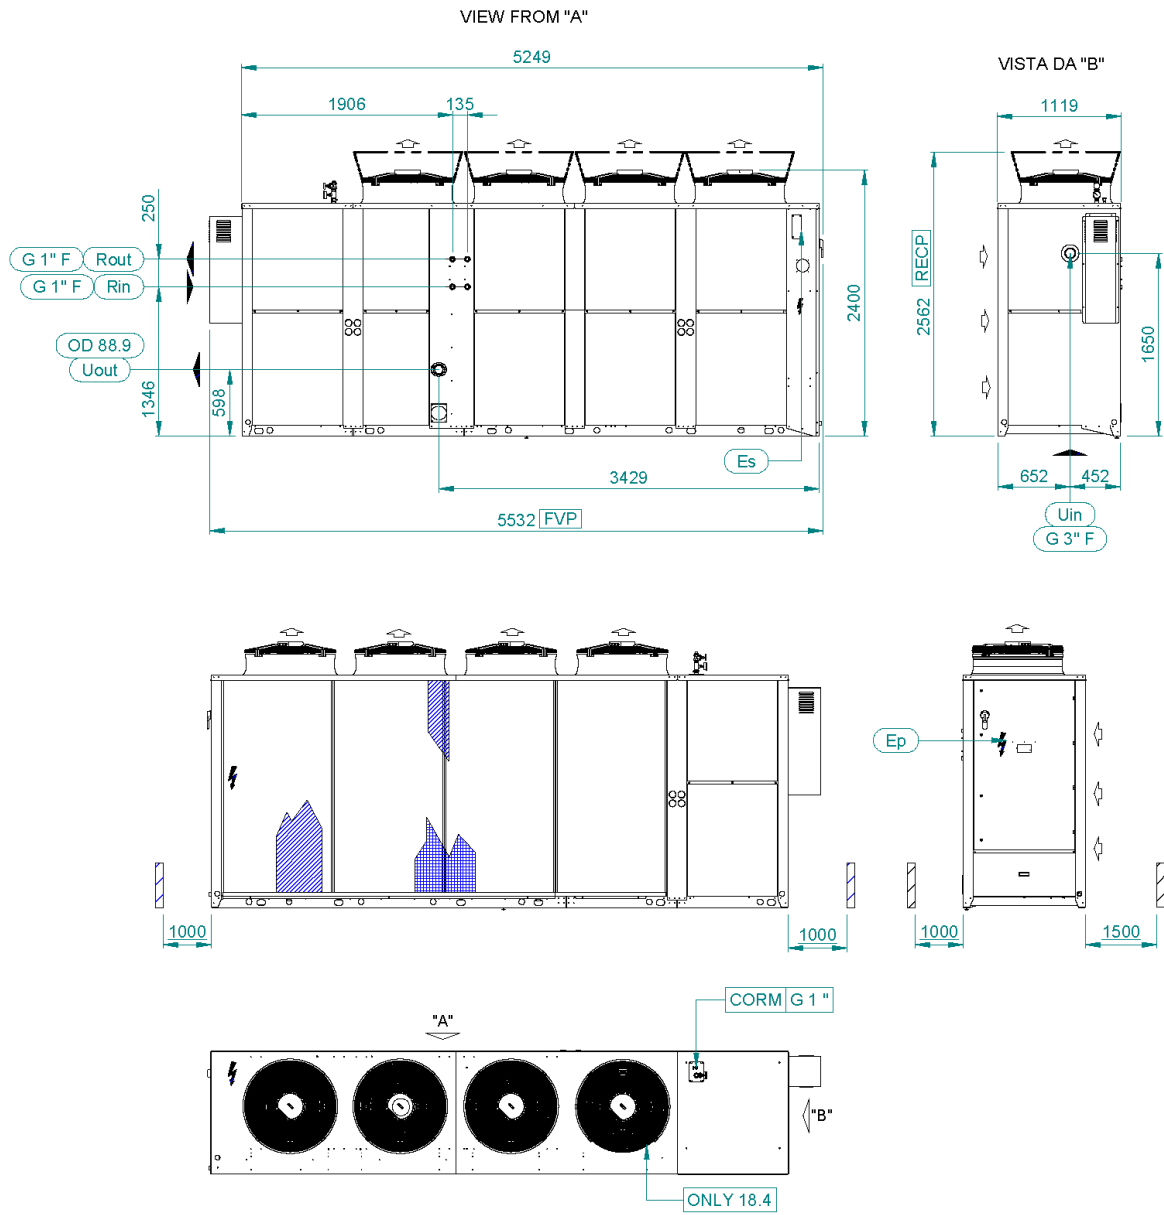 VIEW FROM "A"
5249
VISTA DA "B"
1906
135
1119
250
G 1" F
Rout
G 1" F
Rin
OD 88.9
Uout
1346
598
2400
2562
RECP
1650
Es
3429
5532
FVP
652
452
Uin
G 3" F
Ep
1000
1000
1000
1500
CORM
G 1 "
"A"
"B"
ONLY 18.4